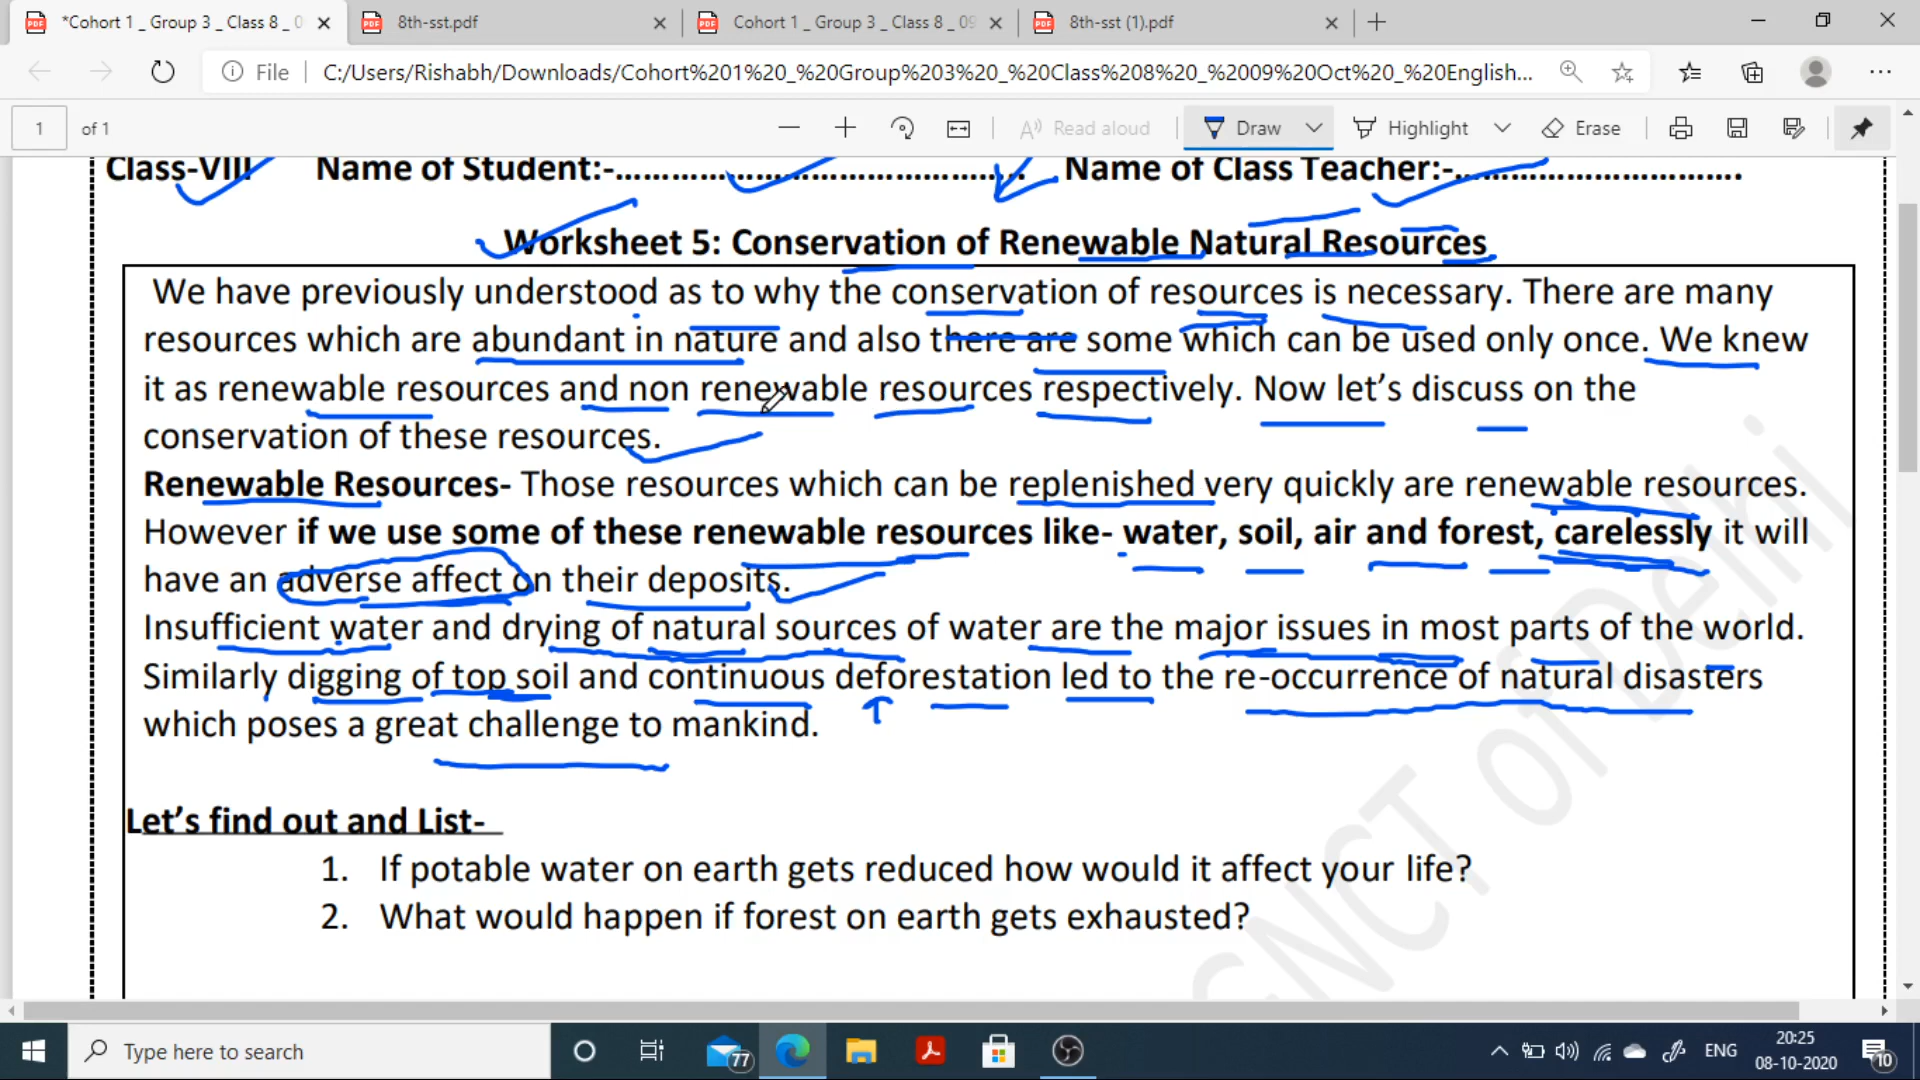 *Cohort 1 _ Group 3 _ Class 8 _ 0
8th-sst.pdf
Cohort 1 _ Group 3 _ Class 8 _ 09
8th-sst (1).pdf
File
C:/Users/Rishabh/Downloads/Cohort%201%20_%20Group%203%20_%20Class%208%20_%2009%20Oct%20_%20English...
1
of 1
Read aloud
Draw
Highlight
Erase
Class-VIII Name of Student:-........................................... Name of Class Teacher:-..............................
Worksheet 5: Conservation of Renewable Natural Resources
We have previously understood as to why the conservation of resources is necessary. There are many
resources which are abundant in nature and also there are some which can be used only once. We knew
it as renewable resources and non renewable resources respectively. Now let's discuss on the
conservation of these resources.
Renewable Resources- Those resources which can be replenished very quickly are renewable resources.
However if we use some of these renewable resources like- water, soil, air and forest, carelessly it will
have an adverse affect on their deposits.
Insufficient water and drying of natural sources of water are the major issues in most parts of the world.
Similarly digging of top soil and continuous deforestation led to the re-occurrence of natural disasters
which poses a great challenge to mankind.
Let's find out and List-
1. If potable water on earth gets reduced how would it affect your life?
2. What would happen if forest on earth gets exhausted?
GNCT of Delhi
Type here to search
77
ENG
20:25
08-10-2020
10